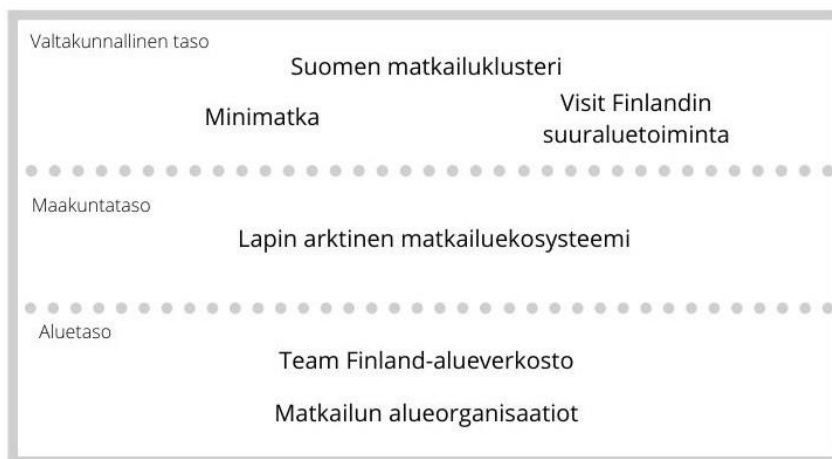 Valtakunnallinen taso
Suomen matkailuklusteri
Minimatka
Visit Finlandin
suuraluetoiminta
Maakuntataso
Lapin arktinen matkailuekosysteemi
Aluetaso
Team Finland-alueverkosto
Matkailun alueorganisaatiot